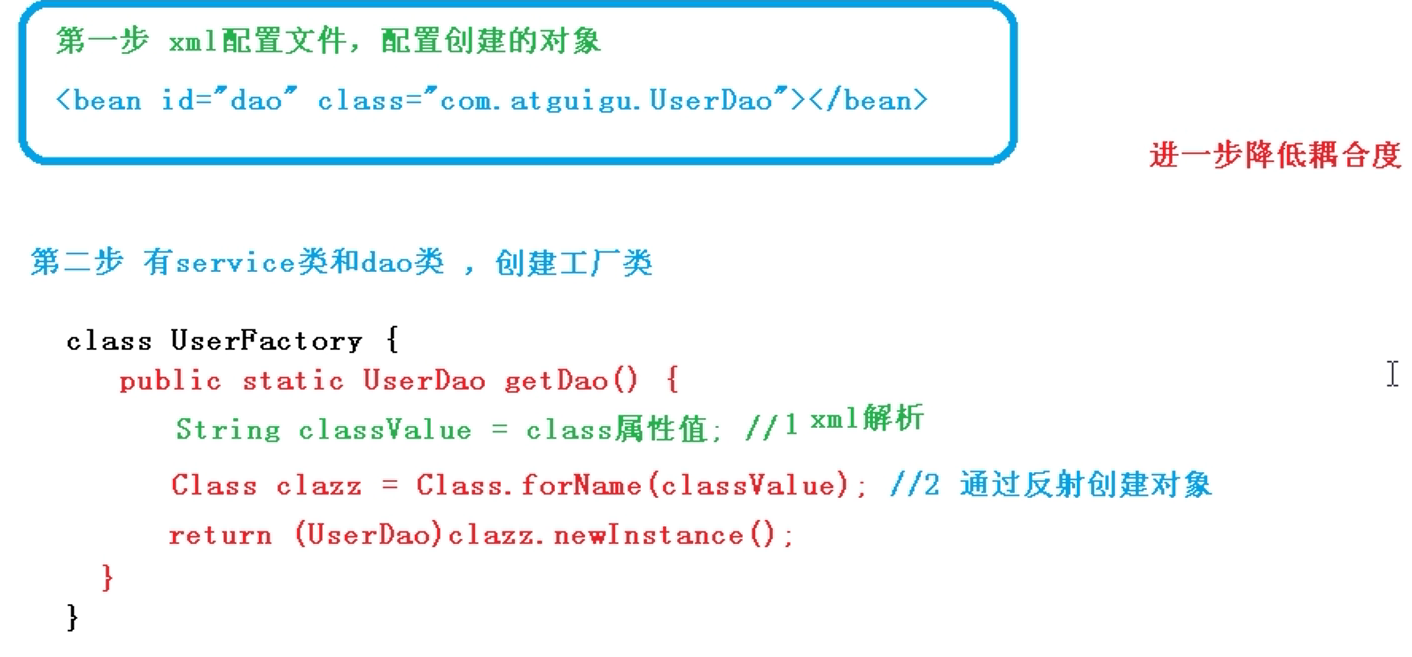 第一步 xml配置文件，配置创建的对象
<bean id="dao" class="com.atguigu.UserDao"></bean>
进一步降低耦合度
第二步 有service类和dao类 ，创建工厂类
class UserFactory {
public static UserDao getDao() {
String classValue = class属性值; //1 xml解析
Class clazz = Class.forName(classValue); //2 通过反射创建对象
return (UserDao)clazz.newInstance();
}
}